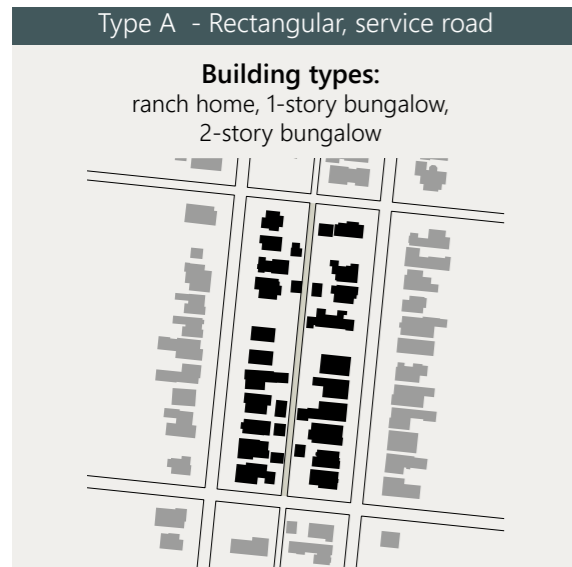 Type A - Rectangular, service road
Building types:
ranch home, 1-story bungalow,
2-story bungalow